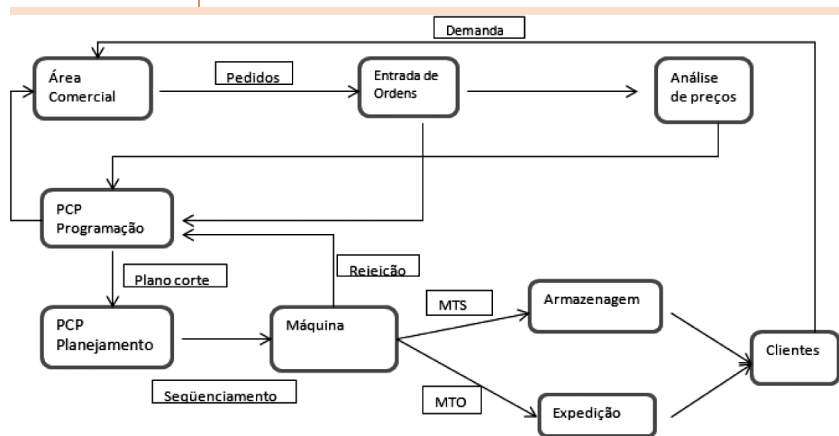 Demanda
Área
Comercial
Pedidos
Entrada de
Ordens
Análise
de preços
PCP
Programação
Plano corte
Rejeição
PCP
Planejamento
Seqüenciamento
Máquina
MTS
MTO
Armazenagem
Expedição
Clientes